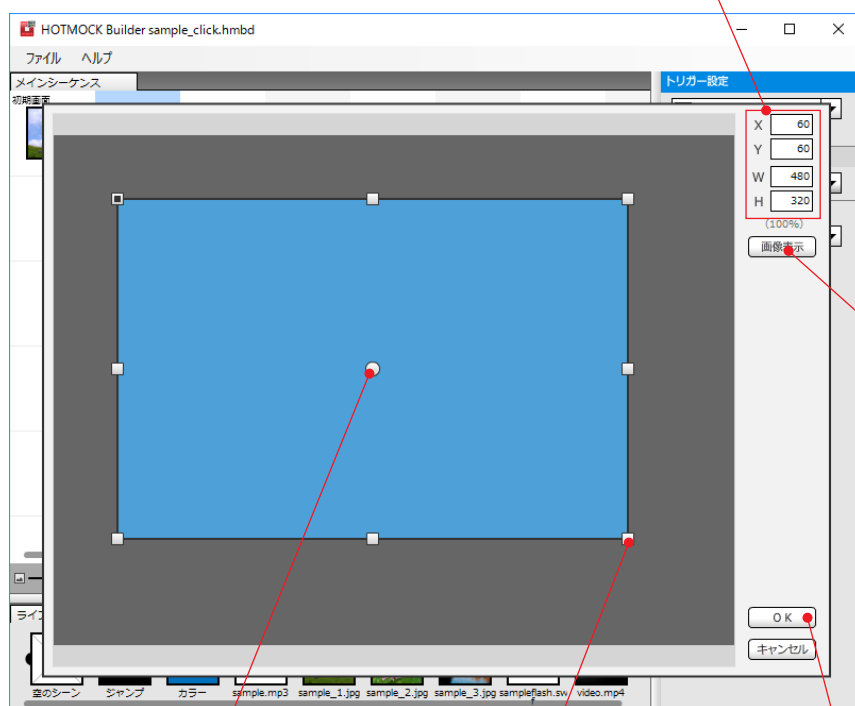 HOTMOCK Builder sample_click.hmbd
ファイル ヘルプ
メインシーケンス
トリガー設定
初期画面
X 60
Y 60
W 480
H 320
(100%)
画像表示
OK
キャンセル
ライブ
空のシーン ジャンプ カラー sample.mp3 sample_1.jpg sample_2.jpg sample_3.jpg sampleflash.sw video.mp4
f